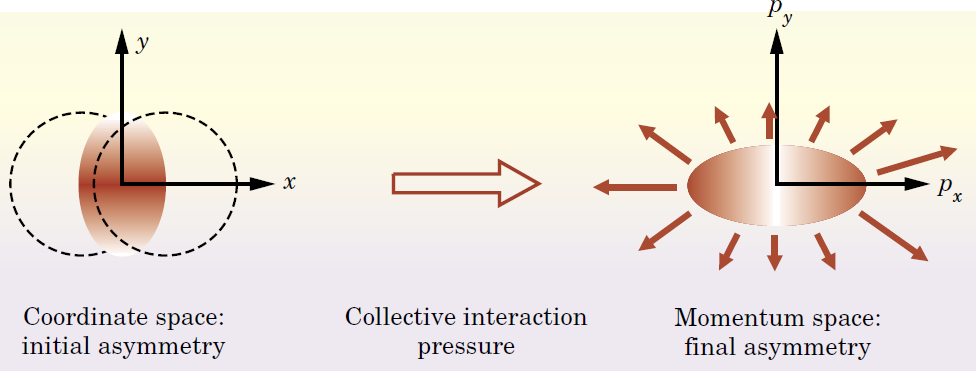 y
x
Coordinate space:
initial asymmetry
Collective interaction
pressure
p_y
p_x
Momentum space:
final asymmetry